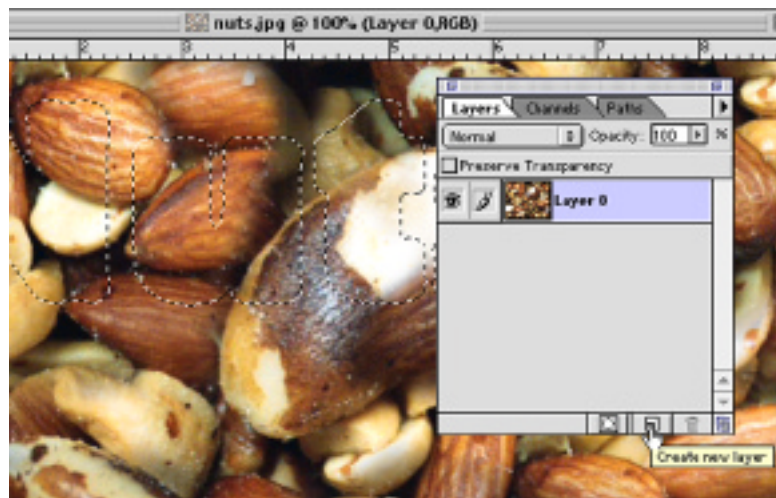 nuts.jpg @ 100% (Layer 0,RGB)
2 3 4 5 6 7 8
Layers Channels Paths
Normal Opacity: 100 %
Preserve Transparency
Layer 0
Create new layer